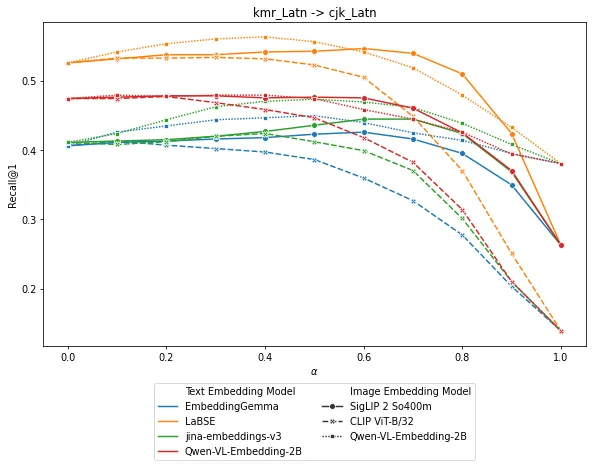 kmr_Latn -> cjk_Latn
Recall@1
0.5
0.4
0.3
0.2
0.0 0.2 0.4 0.6 0.8 1.0
α
Text Embedding Model Image Embedding Model
EmbeddingGemma SigLIP 2 So400m
LaBSE CLIP ViT-B/32
jina-embeddings-v3 Qwen-VL-Embedding-2B
Qwen-VL-Embedding-2B